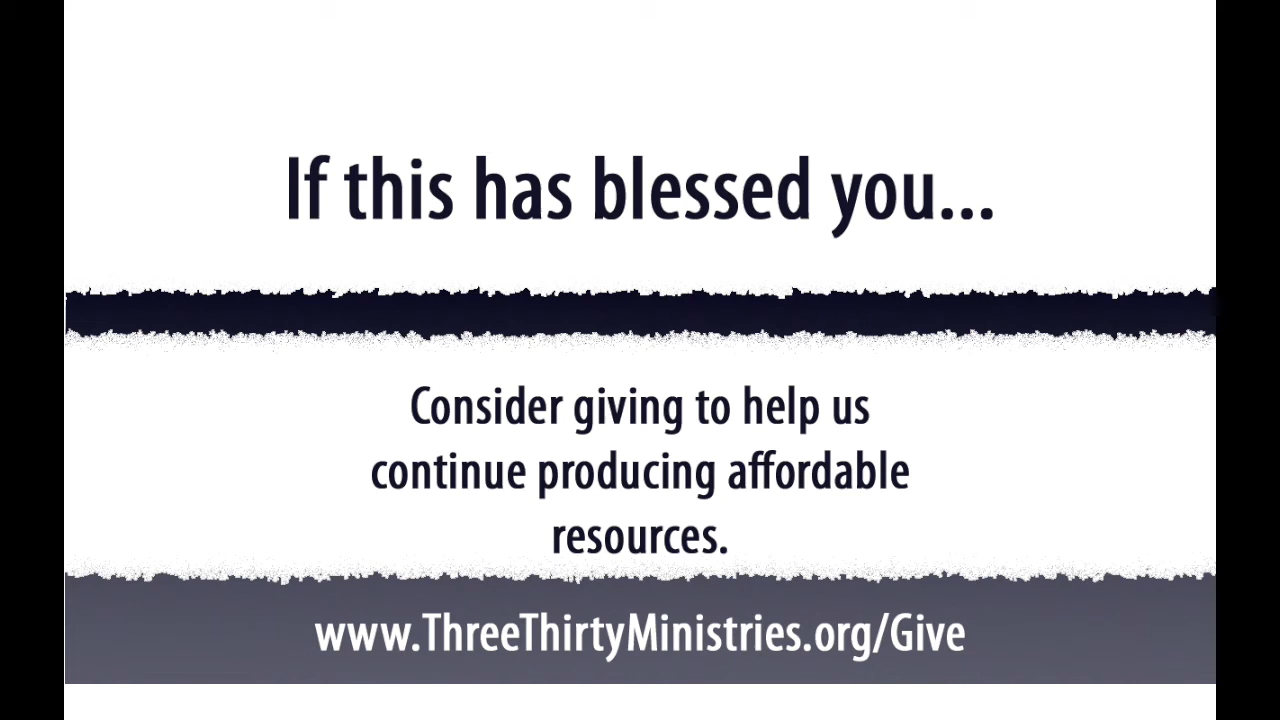 If this has blessed you...
Consider giving to help us
continue producing affordable
resources.
www.ThreeThirtyMinistries.org/Give